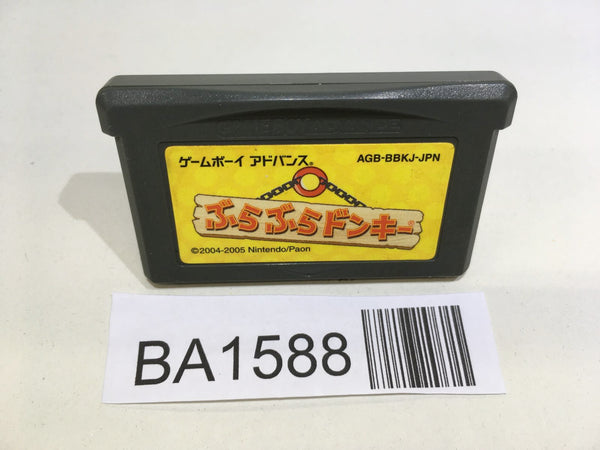 ゲームボーイ アドバンス®
AGB-BBKJ-JPN
ぶらぶらドンキー
©2004-2005 Nintendo/Paon
BA1588